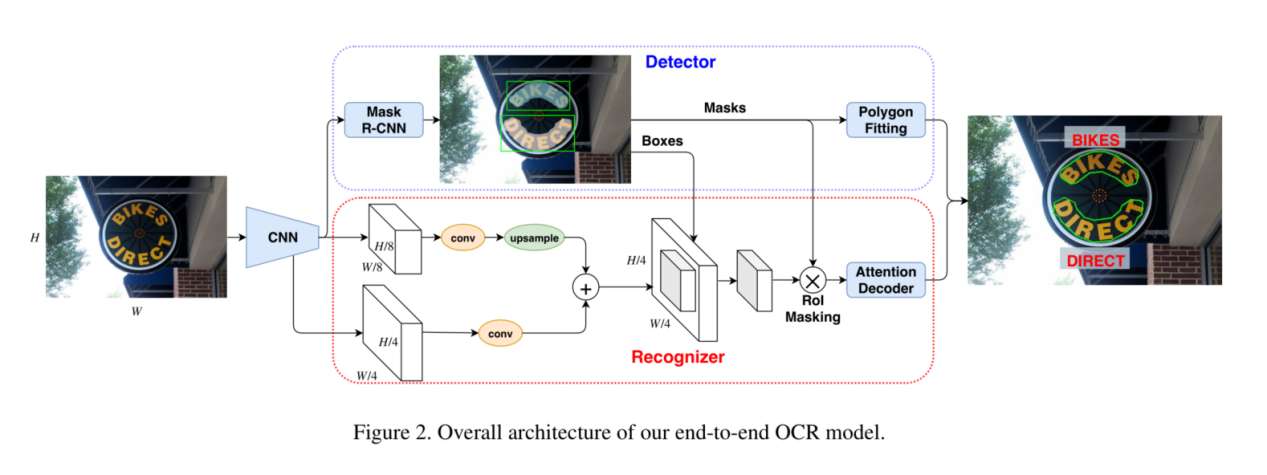 Detector
Mask
R-CNN
BIKES
DIRECT
Masks
Boxes
Polygon
Fitting
BIKES
BIKES
DIRECT
DIRECT
H
BIKES
DIRECT
W
CNN
H/8
W/8
conv
upsample
H/4
W/4
conv
+
H/4
W/4
RoI
Masking
Attention
Decoder
Recognizer
Figure 2. Overall architecture of our end-to-end OCR model.